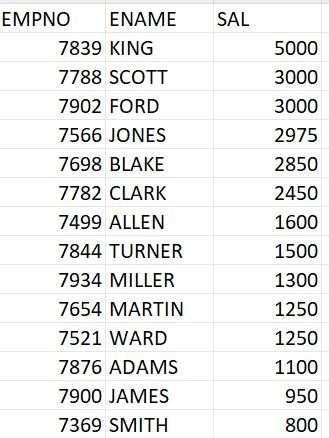 EMPNO ENAME SAL
7839 KING 5000
7788 SCOTT 3000
7902 FORD 3000
7566 JONES 2975
7698 BLAKE 2850
7782 CLARK 2450
7499 ALLEN 1600
7844 TURNER 1500
7934 MILLER 1300
7654 MARTIN 1250
7521 WARD 1250
7876 ADAMS 1100
7900 JAMES 950
7369 SMITH 800